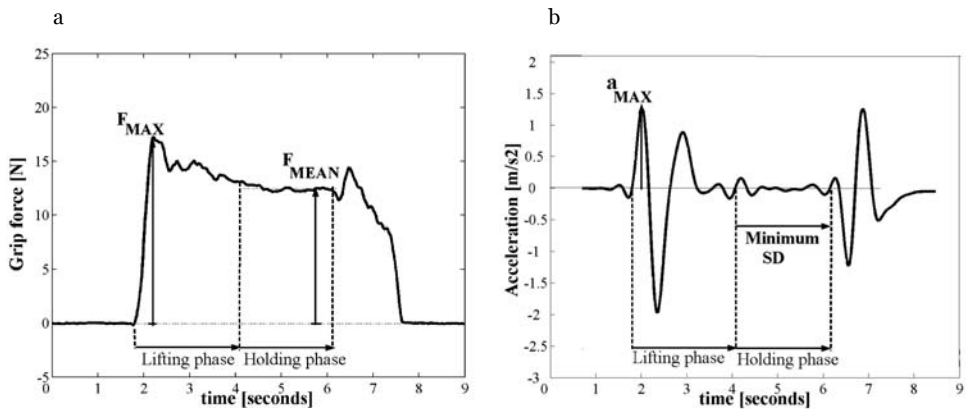 a
b
25
20
15
10
5
0
-5
Grip force [N]
F
MAX
F
MEAN
Lifting phase
Holding phase
0
1
2
3
4
5
6
7
8
9
time [seconds]
2
1.5
1
0.5
0
-0.5
-1
-1.5
-2
-2.5
-3
Acceleration [m/s2]
a
MAX
Minimum
SD
Lifting phase
Holding phase
0
1
2
3
4
5
6
7
8
9
time [seconds]